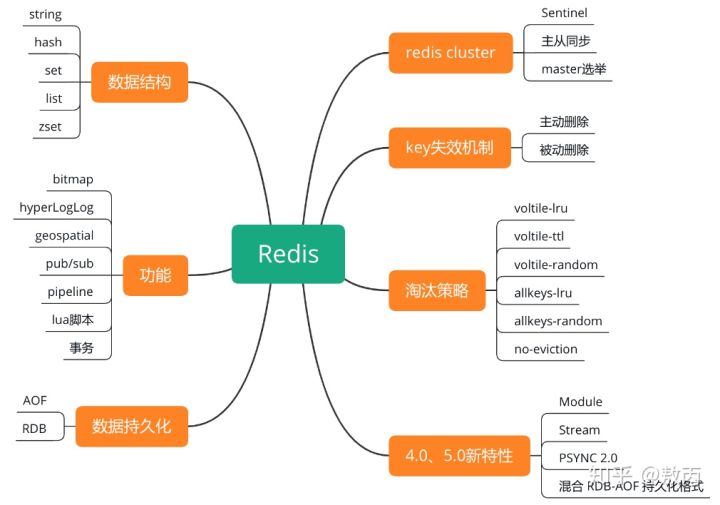 Redis
数据结构
string
hash
set
list
zset
功能
bitmap
hyperLogLog
geospatial
pub/sub
pipeline
lua脚本
事务
数据持久化
AOF
RDB
redis cluster
Sentinel
主从同步
master选举
key失效机制
主动删除
被动删除
淘汰策略
voltile-lru
voltile-ttl
voltile-random
allkeys-lru
allkeys-random
no-eviction
4.0、5.0新特性
Module
Stream
PSYNC 2.0
混合 RDB-AOF 持久化格式
知乎 @敖丙